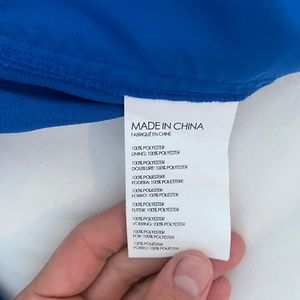 MADE IN CHINA
FABRIQUÉ EN CHINE
100% POLYESTER
LINING: 100% POLYESTER
100% POLYESTER
DOUBLURE: 100% POLYESTER
100% POLIESTERE
FODERA: 100% POLIESTERE
100% POLYESTER
FUTTER: 100% POLYESTER
100% POLYESTER
VOERING: 100% POLYESTER
100% POLYESTER
FOR: 100% POLYESTER
100% POLIÉSTER
FORRO: 100% POLIÉSTER